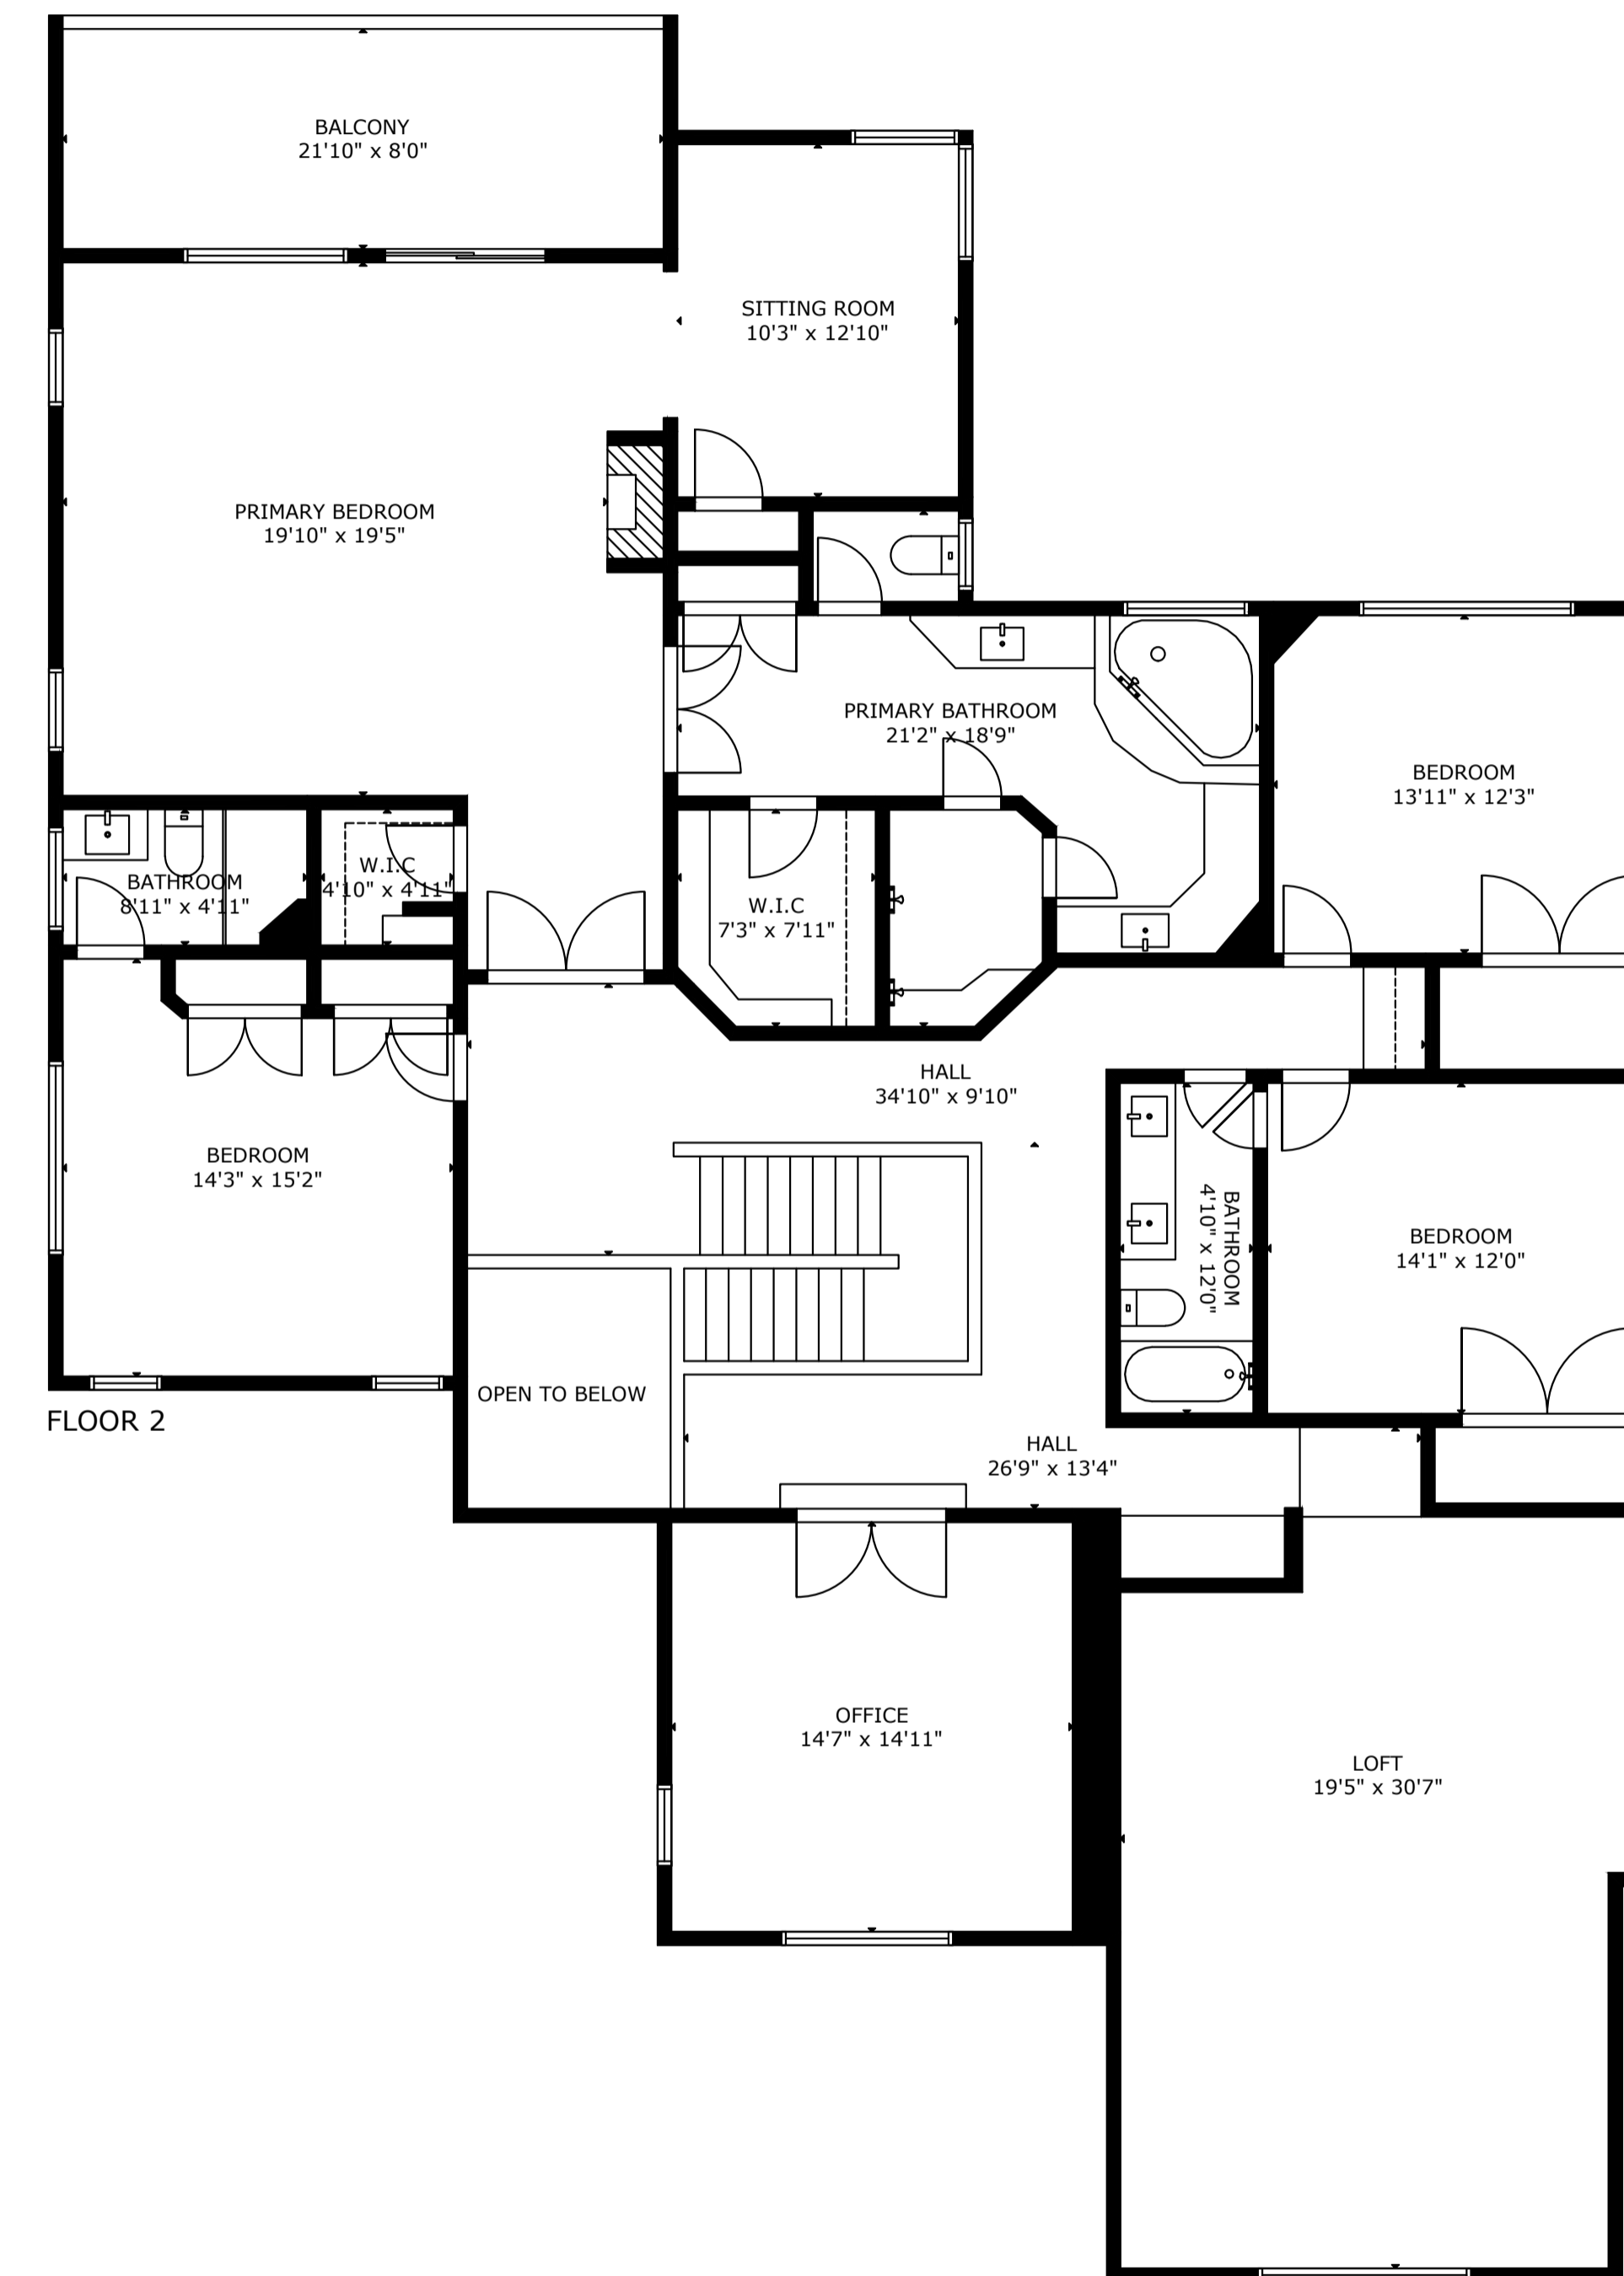 BALCONY
21'10" x 8'0"
SITTING ROOM
10'3" x 12'10"
PRIMARY BEDROOM
19'10" x 19'5"
PRIMARY BATHROOM
21'2" x 18'9"
BEDROOM
13'11" x 12'3"
BATHROOM
8'11" x 4'11"
W.I.C
4'10" x 4'11"
W.I.C
7'3" x 7'11"
HALL
34'10" x 9'10"
BEDROOM
14'3" x 15'2"
BATHROOM
4'10" x 12'0"
BEDROOM
14'1" x 12'0"
OPEN TO BELOW
FLOOR 2
HALL
26'9" x 13'4"
OFFICE
14'7" x 14'11"
LOFT
19'5" x 30'7"